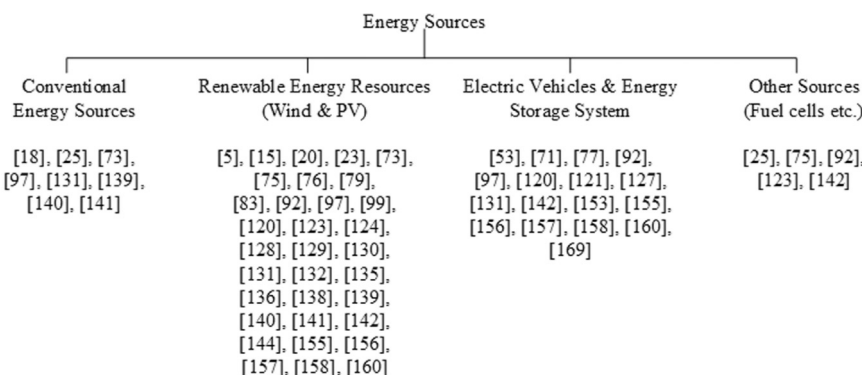 Energy Sources
Conventional
Energy Sources
[18], [25], [73],
[97], [131], [139],
[140], [141]
Renewable Energy Resources
(Wind & PV)
[5], [15], [20], [23], [73],
[75], [76], [79],
[83], [92], [97], [99],
[120], [123], [124],
[128], [129], [130],
[131], [132], [135],
[136], [138], [139],
[140], [141], [142],
[144], [155], [156],
[157], [158], [160]
Electric Vehicles & Energy
Storage System
[53], [71], [77], [92],
[97], [120], [121], [127],
[131], [142], [153], [155],
[156], [157], [158], [160],
[169]
Other Sources
(Fuel cells etc.)
[25], [75], [92],
[123], [142]